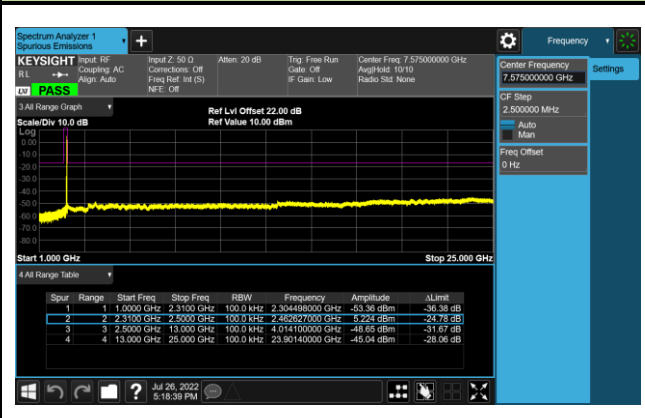 Spectrum Analyzer 1
Spurious Emissions
+
Frequency
KEYSIGHT Input: RF Input Z: 50 Ω Atten: 20 dB Trig: Free Run Center Freq: 7.575000000 GHz
RL Coupling: AC Corrections: Off Gate: Off Avg|Hold: 10/10
Align: Auto Freq Ref: Int (S) IF Gain: Low Radio Std: None
NFE: Off
LXI PASS
Center Frequency
7.575000000 GHz
Settings
CF Step
2.500000 MHz
Auto
Man
Freq Offset
0 Hz
3 All Range Graph
Ref Lvl Offset 22.00 dB
Scale/Div 10.0 dB Ref Value 10.00 dBm
Log
0.00
-10.0
-20.0
-30.0
-40.0
-50.0
-60.0
-70.0
-80.0
Start 1.000 GHz Stop 25.000 GHz
4 All Range Table
Spur Range Start Freq Stop Freq RBW Frequency Amplitude ΔLimit
1 1 1.0000 GHz 2.3100 GHz 100.0 kHz 2.304498000 GHz -53.36 dBm -36.38 dB
2 2 2.3100 GHz 2.5000 GHz 100.0 kHz 2.462627000 GHz 5.224 dBm -24.78 dB
3 3 2.5000 GHz 13.000 GHz 100.0 kHz 4.014100000 GHz -48.65 dBm -31.67 dB
4 4 13.000 GHz 25.000 GHz 100.0 kHz 23.90140000 GHz -45.04 dBm -28.06 dB
? Jul 26, 2022
5:18:39 PM